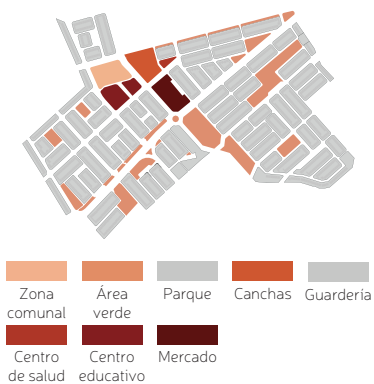 Zona
comunal
Área
verde
Parque
Canchas
Guardería
Centro
de salud
Centro
educativo
Mercado